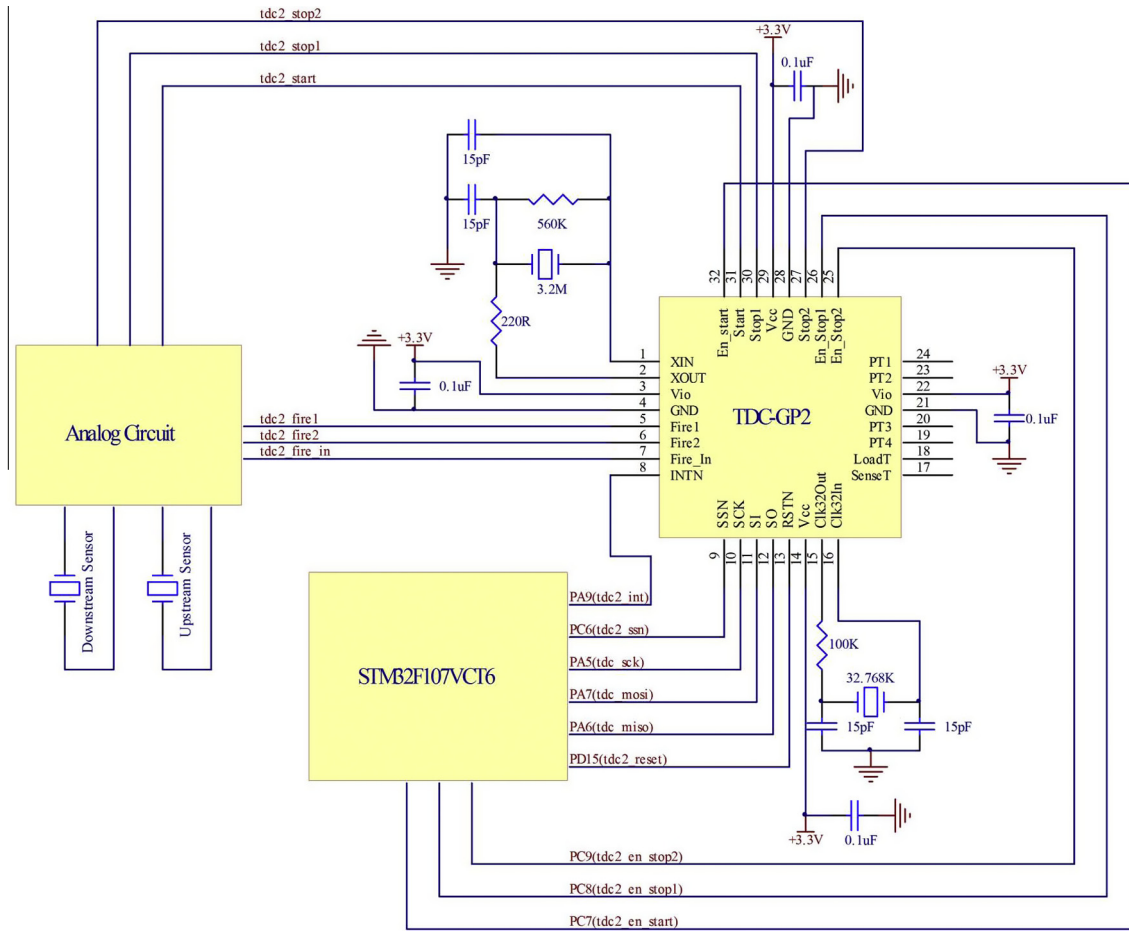 tdc2_stop2
tdc2_stop1
tdc2_start
+3.3V
0.1uF
15pF
15pF
560K
3.2M
220R
+3.3V
0.1uF
32
31
30
29
28
27
26
25
En_start
Start
Stop1
Vcc
GND
Stop2
En_Stop1
En_Stop2
1 XIN
2 XOUT
3 Vio
4 GND
5 Fire1
6 Fire2
7 Fire_In
8 INTN
TDC-GP2
PT1 24
PT2 23
Vio 22
GND 21
PT3 20
PT4 19
LoadT 18
SenseT 17
+3.3V
0.1uF
SSN
SCK
SI
SO
RSTN
Vcc
Clk32Out
Clk32In
9
10
11
12
13
14
15
16
Analog Circuit
tdc2_fire1
tdc2_fire2
tdc2_fire_in
Downstream Sensor
Upstream Sensor
STM32F107VCT6
PA9(tdc2_int)
PC6(tdc2_ssn)
PA5(tdc_sck)
PA7(tdc_mosi)
PA6(tdc_miso)
PD15(tdc2_reset)
100K
32.768K
15pF
15pF
+3.3V
0.1uF
PC9(tdc2_en_stop2)
PC8(tdc2_en_stop1)
PC7(tdc2_en_start)